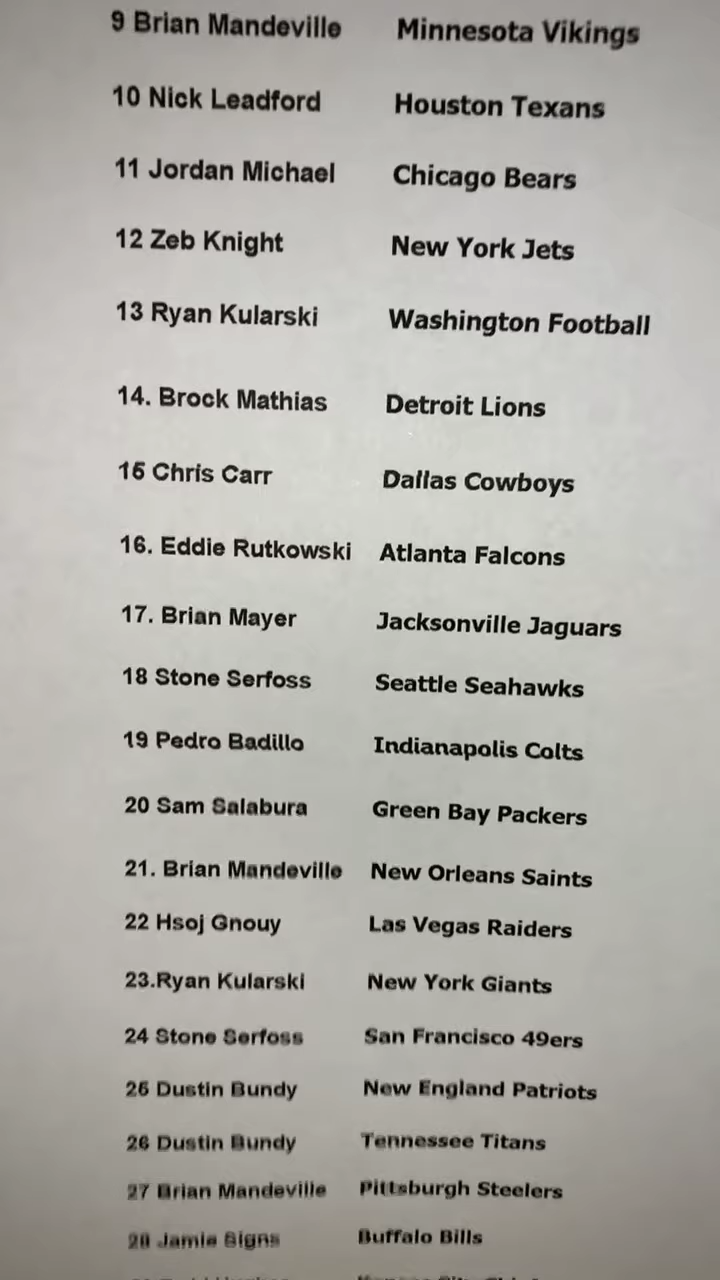 9 Brian Mandeville Minnesota Vikings
10 Nick Leadford Houston Texans
11 Jordan Michael Chicago Bears
12 Zeb Knight New York Jets
13 Ryan Kularski Washington Football
14. Brock Mathias Detroit Lions
15 Chris Carr Dallas Cowboys
16. Eddie Rutkowski Atlanta Falcons
17. Brian Mayer Jacksonville Jaguars
18 Stone Serfoss Seattle Seahawks
19 Pedro Badillo Indianapolis Colts
20 Sam Salabura Green Bay Packers
21. Brian Mandeville New Orleans Saints
22 Hsoj Gnouy Las Vegas Raiders
23.Ryan Kularski New York Giants
24 Stone Serfoss San Francisco 49ers
25 Dustin Bundy New England Patriots
26 Dustin Bundy Tennessee Titans
27 Brian Mandeville Pittsburgh Steelers
28 Jamie Signs Buffalo Bills